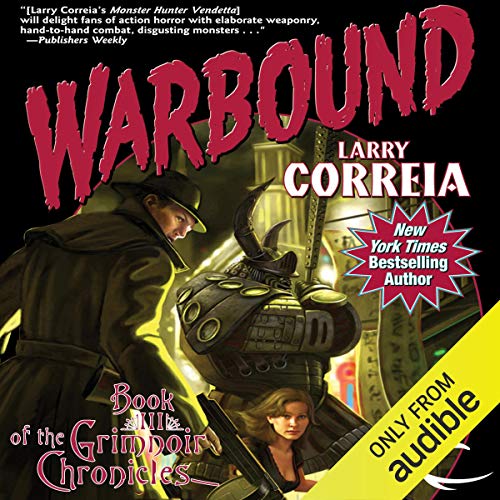 "[Larry Correia's Monster Hunter Vendetta]
will delight fans of action horror with elaborate weaponry,
hand-to-hand combat, disgusting monsters . . ."
—Publishers Weekly
WARBOUND
LARRY
CORREIA
New
York Times
Bestselling
Author
Book
III
of the Grimnoir
Chronicles
ONLY FROM
audible